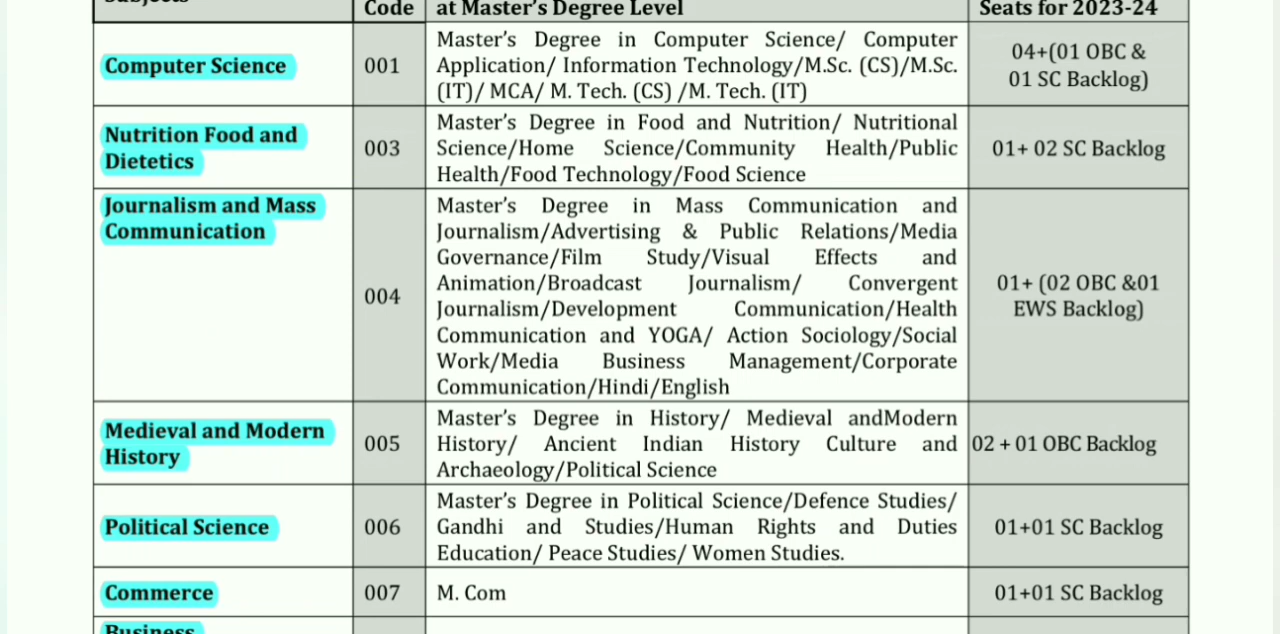 Subjects
Code
at Master's Degree Level
Seats for 2023-24
Computer Science
001
Master's Degree in Computer Science/ Computer
Application/ Information Technology/M.Sc. (CS)/M.Sc.
(IT)/ MCA/ M. Tech. (CS) /M. Tech. (IT)
04+(01 OBC &
01 SC Backlog)
Nutrition Food and
Dietetics
003
Master's Degree in Food and Nutrition/ Nutritional
Science/Home Science/Community Health/Public
Health/Food Technology/Food Science
01+ 02 SC Backlog
Journalism and Mass
Communication
004
Master's Degree in Mass Communication and
Journalism/Advertising & Public Relations/Media
Governance/Film Study/Visual Effects and
Animation/Broadcast Journalism/ Convergent
Journalism/Development Communication/Health
Communication and YOGA/ Action Sociology/Social
Work/Media Business Management/Corporate
Communication/Hindi/English
01+ (02 OBC &01
EWS Backlog)
Medieval and Modern
History
005
Master's Degree in History/ Medieval andModern
History/ Ancient Indian History Culture and
Archaeology/Political Science
02 + 01 OBC Backlog
Political Science
006
Master's Degree in Political Science/Defence Studies/
Gandhi and Studies/Human Rights and Duties
Education/ Peace Studies/ Women Studies.
01+01 SC Backlog
Commerce
007
M. Com
01+01 SC Backlog
Business